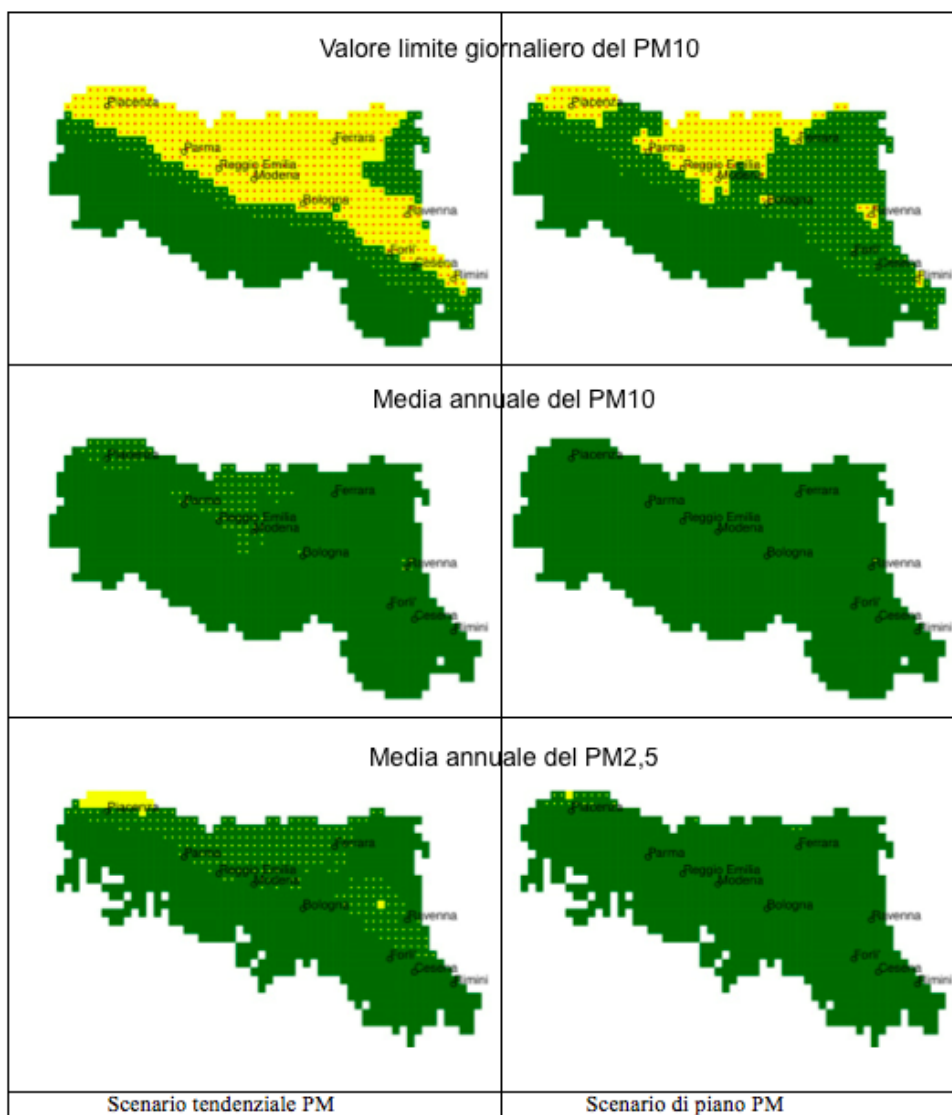 Valore limite giornaliero del PM10
Piacenza
Parma
Reggio Emilia
Modena
Ferrara
Bologna
Ravenna
Forli'
Cesena
Rimini
Piacenza
Parma
Reggio Emilia
Modena
Ferrara
Bologna
Ravenna
Forli'
Cesena
Rimini
Media annuale del PM10
Piacenza
Parma
Reggio Emilia
Modena
Ferrara
Bologna
Ravenna
Forli'
Cesena
Rimini
Piacenza
Parma
Reggio Emilia
Modena
Ferrara
Bologna
Ravenna
Forli'
Cesena
Rimini
Media annuale del PM2,5
Piacenza
Parma
Reggio Emilia
Modena
Ferrara
Bologna
Ravenna
Forli'
Cesena
Rimini
Piacenza
Parma
Reggio Emilia
Modena
Ferrara
Bologna
Ravenna
Forli'
Cesena
Rimini
Scenario tendenziale PM
Scenario di piano PM